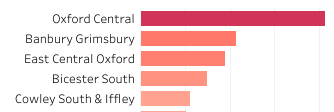 Oxford Central
Banbury Grimsbury
East Central Oxford
Bicester South
Cowley South & Iffley